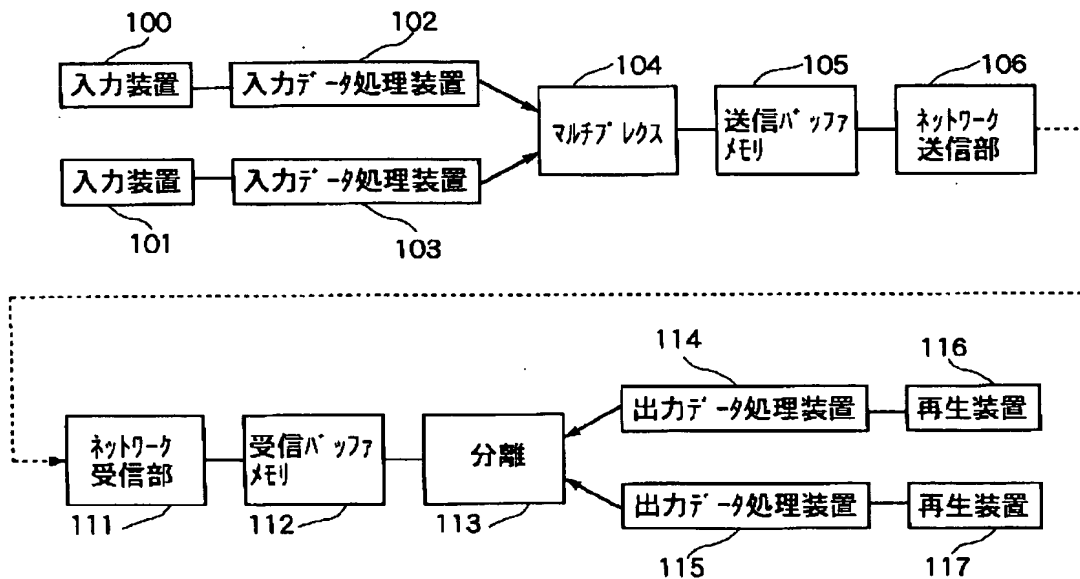 100
102
104
105
106
入力装置
入力データ処理装置
マルチプレクス
送信バッファ
メモリ
ネットワーク
送信部
入力装置
入力データ処理装置
101
103
114
116
出力データ処理装置
再生装置
ネットワーク
受信部
受信バッファ
メモリ
分離
出力データ処理装置
再生装置
111
112
113
115
117